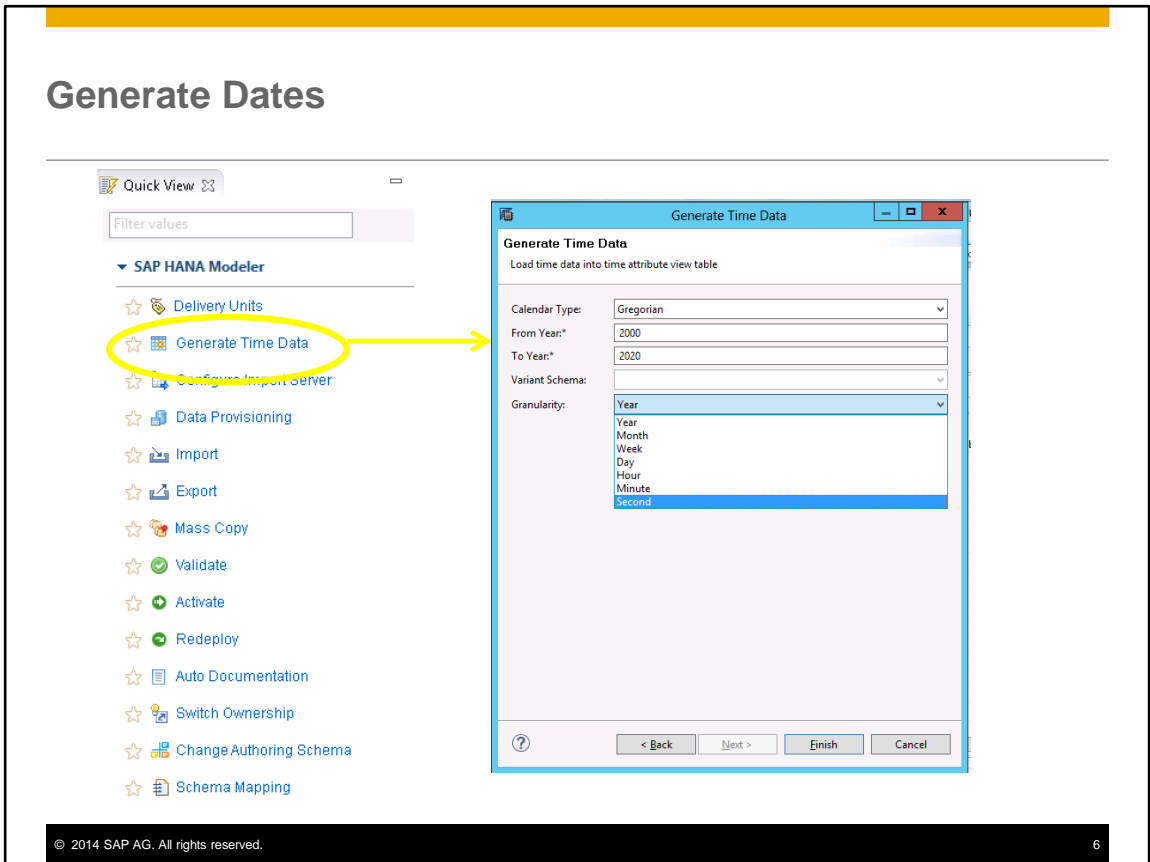 Generate Dates
Quick View
Filter values
SAP HANA Modeler
Delivery Units
Generate Time Data
Configure Import Server
Data Provisioning
Import
Export
Mass Copy
Validate
Activate
Redeploy
Auto Documentation
Switch Ownership
Change Authoring Schema
Schema Mapping
Generate Time Data
Generate Time Data
Load time data into time attribute view table
Calendar Type: Gregorian
From Year:* 2000
To Year:* 2020
Variant Schema:
Granularity: Year
Year
Month
Week
Day
Hour
Minute
Second
< Back Next > Finish Cancel
© 2014 SAP AG. All rights reserved. 6